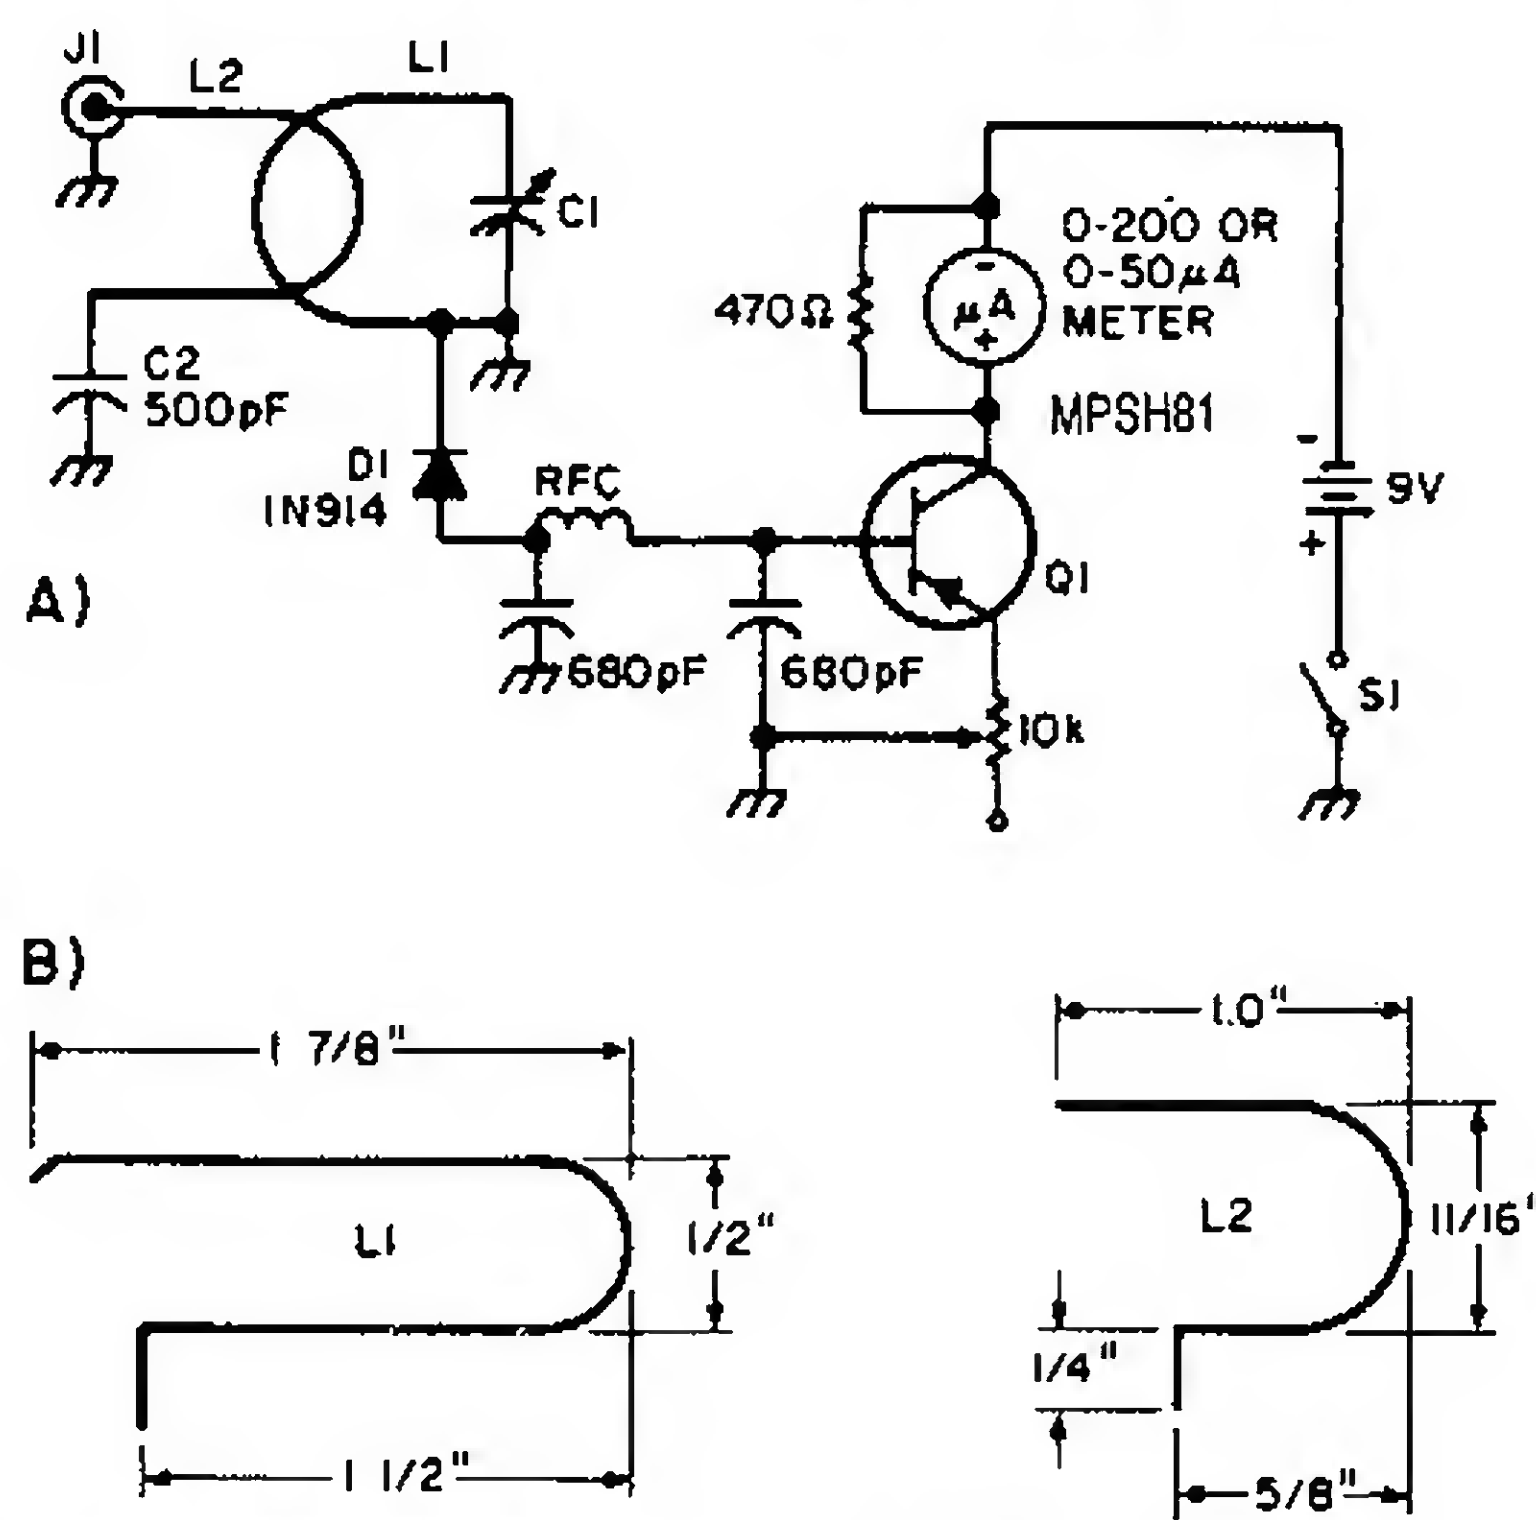 J1
L2
L1
C1
C2
500pF
D1
1N914
RFC
680pF
680pF
470Ω
-
μA
+
0-200 OR
0-50μA
METER
MPSH81
Q1
10k
-
9V
+
S1
A)
B)
1 7/8"
L1
1/2"
1 1/2"
1.0"
L2
11/16"
1/4"
5/8"